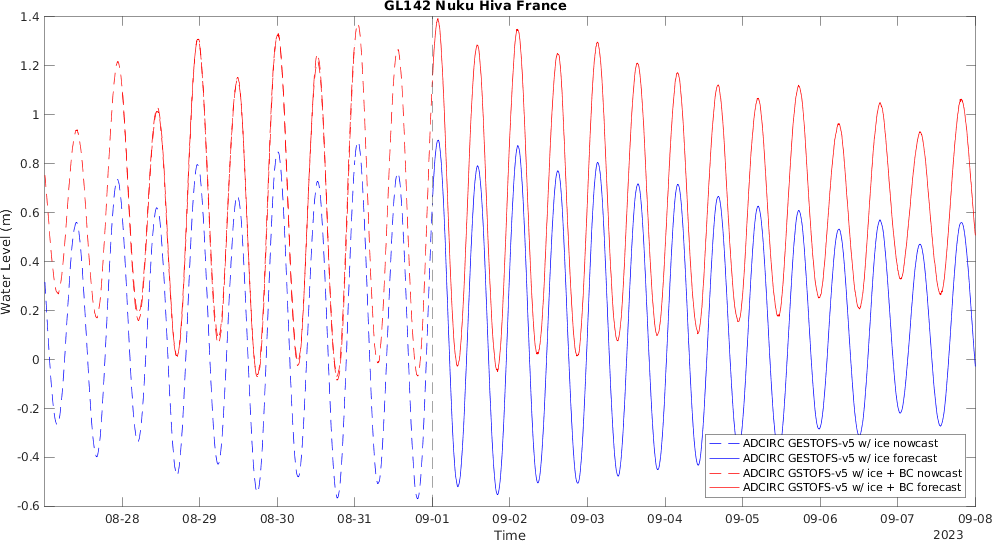 GL142 Nuku Hiva France
1.4
1.2
1
0.8
0.6
0.4
0.2
0
-0.2
-0.4
-0.6
Water Level (m)
ADCIRC GESTOFS-v5 w/ ice nowcast
ADCIRC GESTOFS-v5 w/ ice forecast
ADCIRC GSTOFS-v5 w/ ice + BC nowcast
ADCIRC GSTOFS-v5 w/ ice + BC forecast
08-28 08-29 08-30 08-31 09-01 09-02 09-03 09-04 09-05 09-06 09-07 09-08
Time
2023